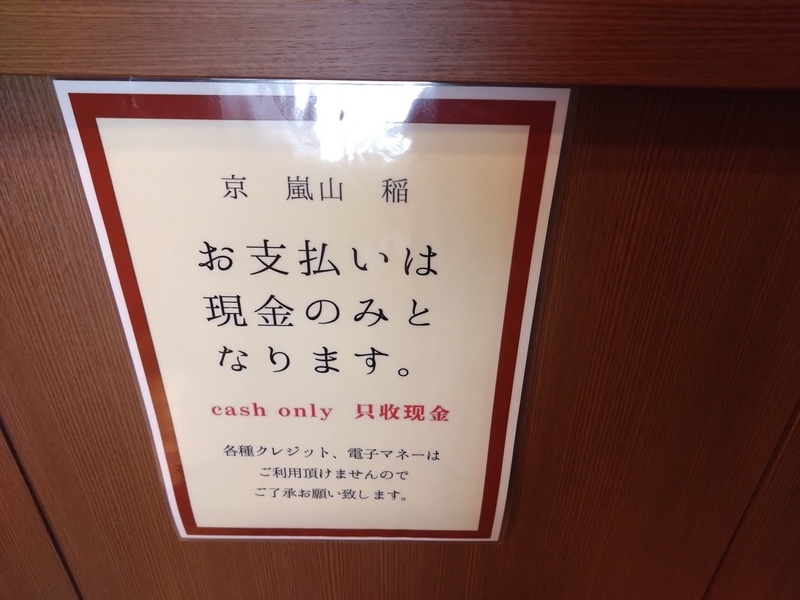 京　嵐山　稲
お支払いは
現金のみと
なります。
cash only 只收现金
各種クレジット、電子マネーは
ご利用頂けませんので
ご了承お願い致します。